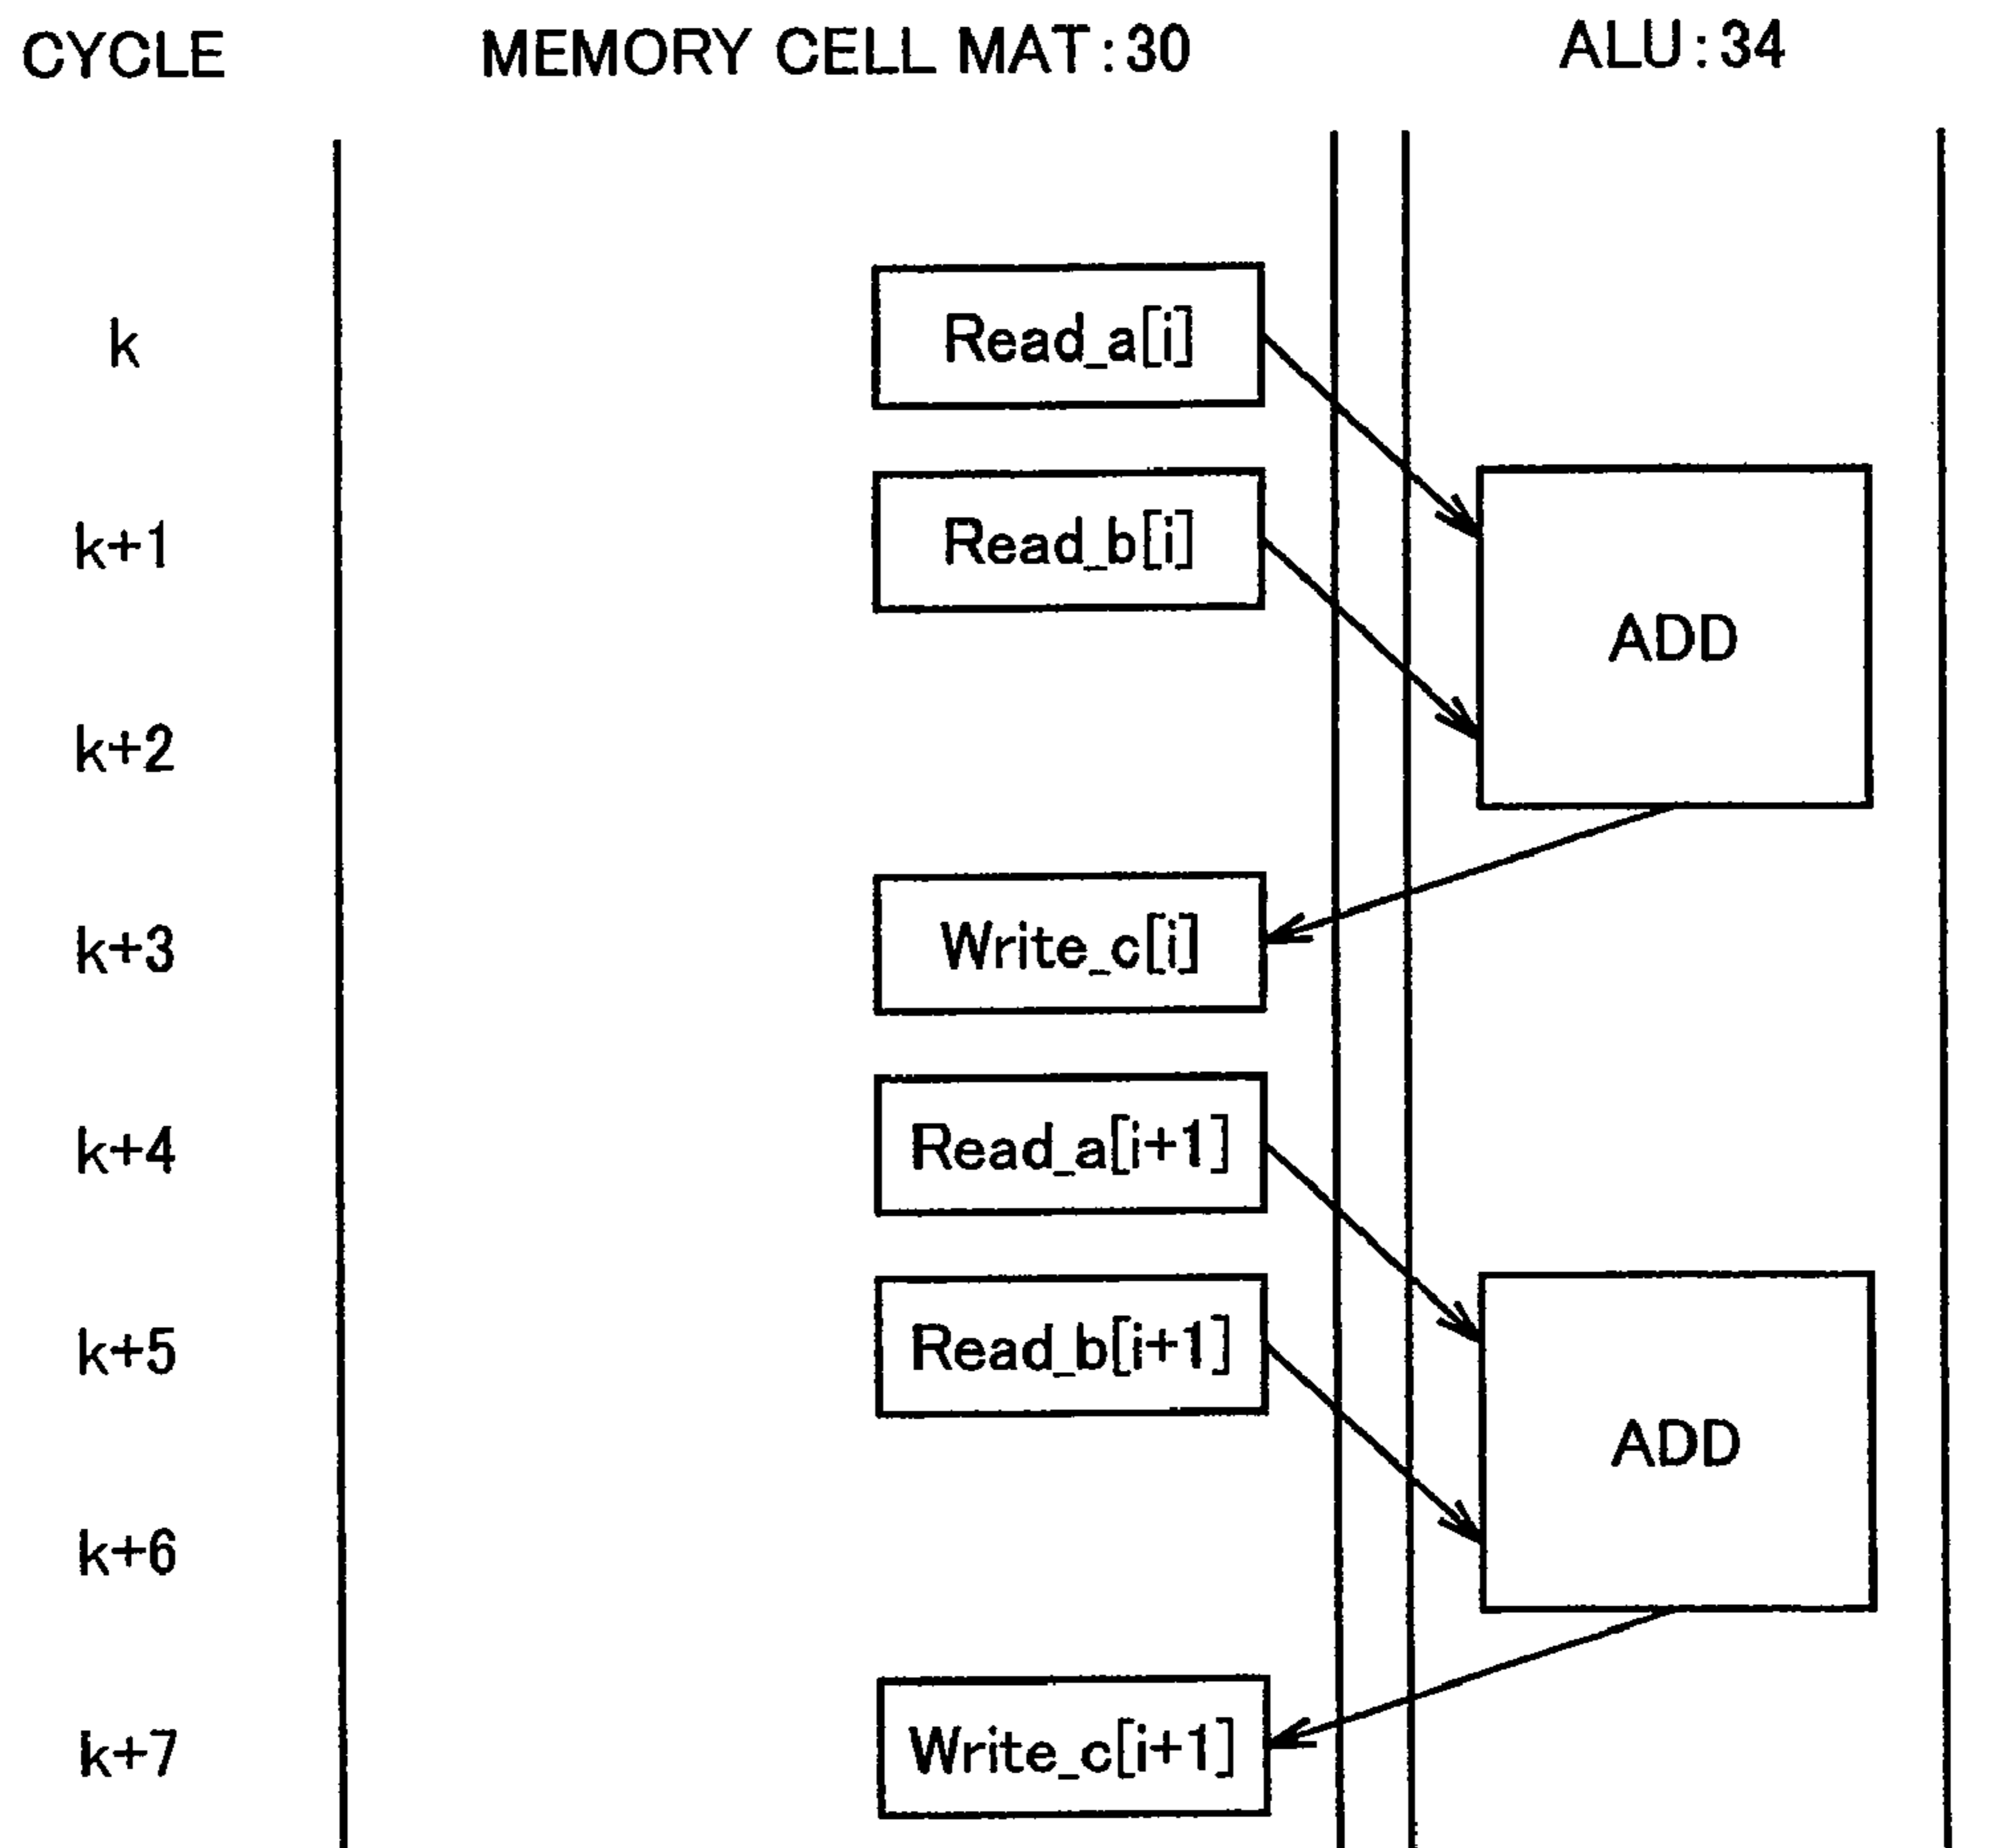 CYCLE MEMORY CELL MAT:30 ALU:34
k Read_a[i]
k+1 Read_b[i]
ADD
k+2
k+3 Write_c[i]
k+4 Read_a[i+1]
k+5 Read_b[i+1]
ADD
k+6
k+7 Write_c[i+1]